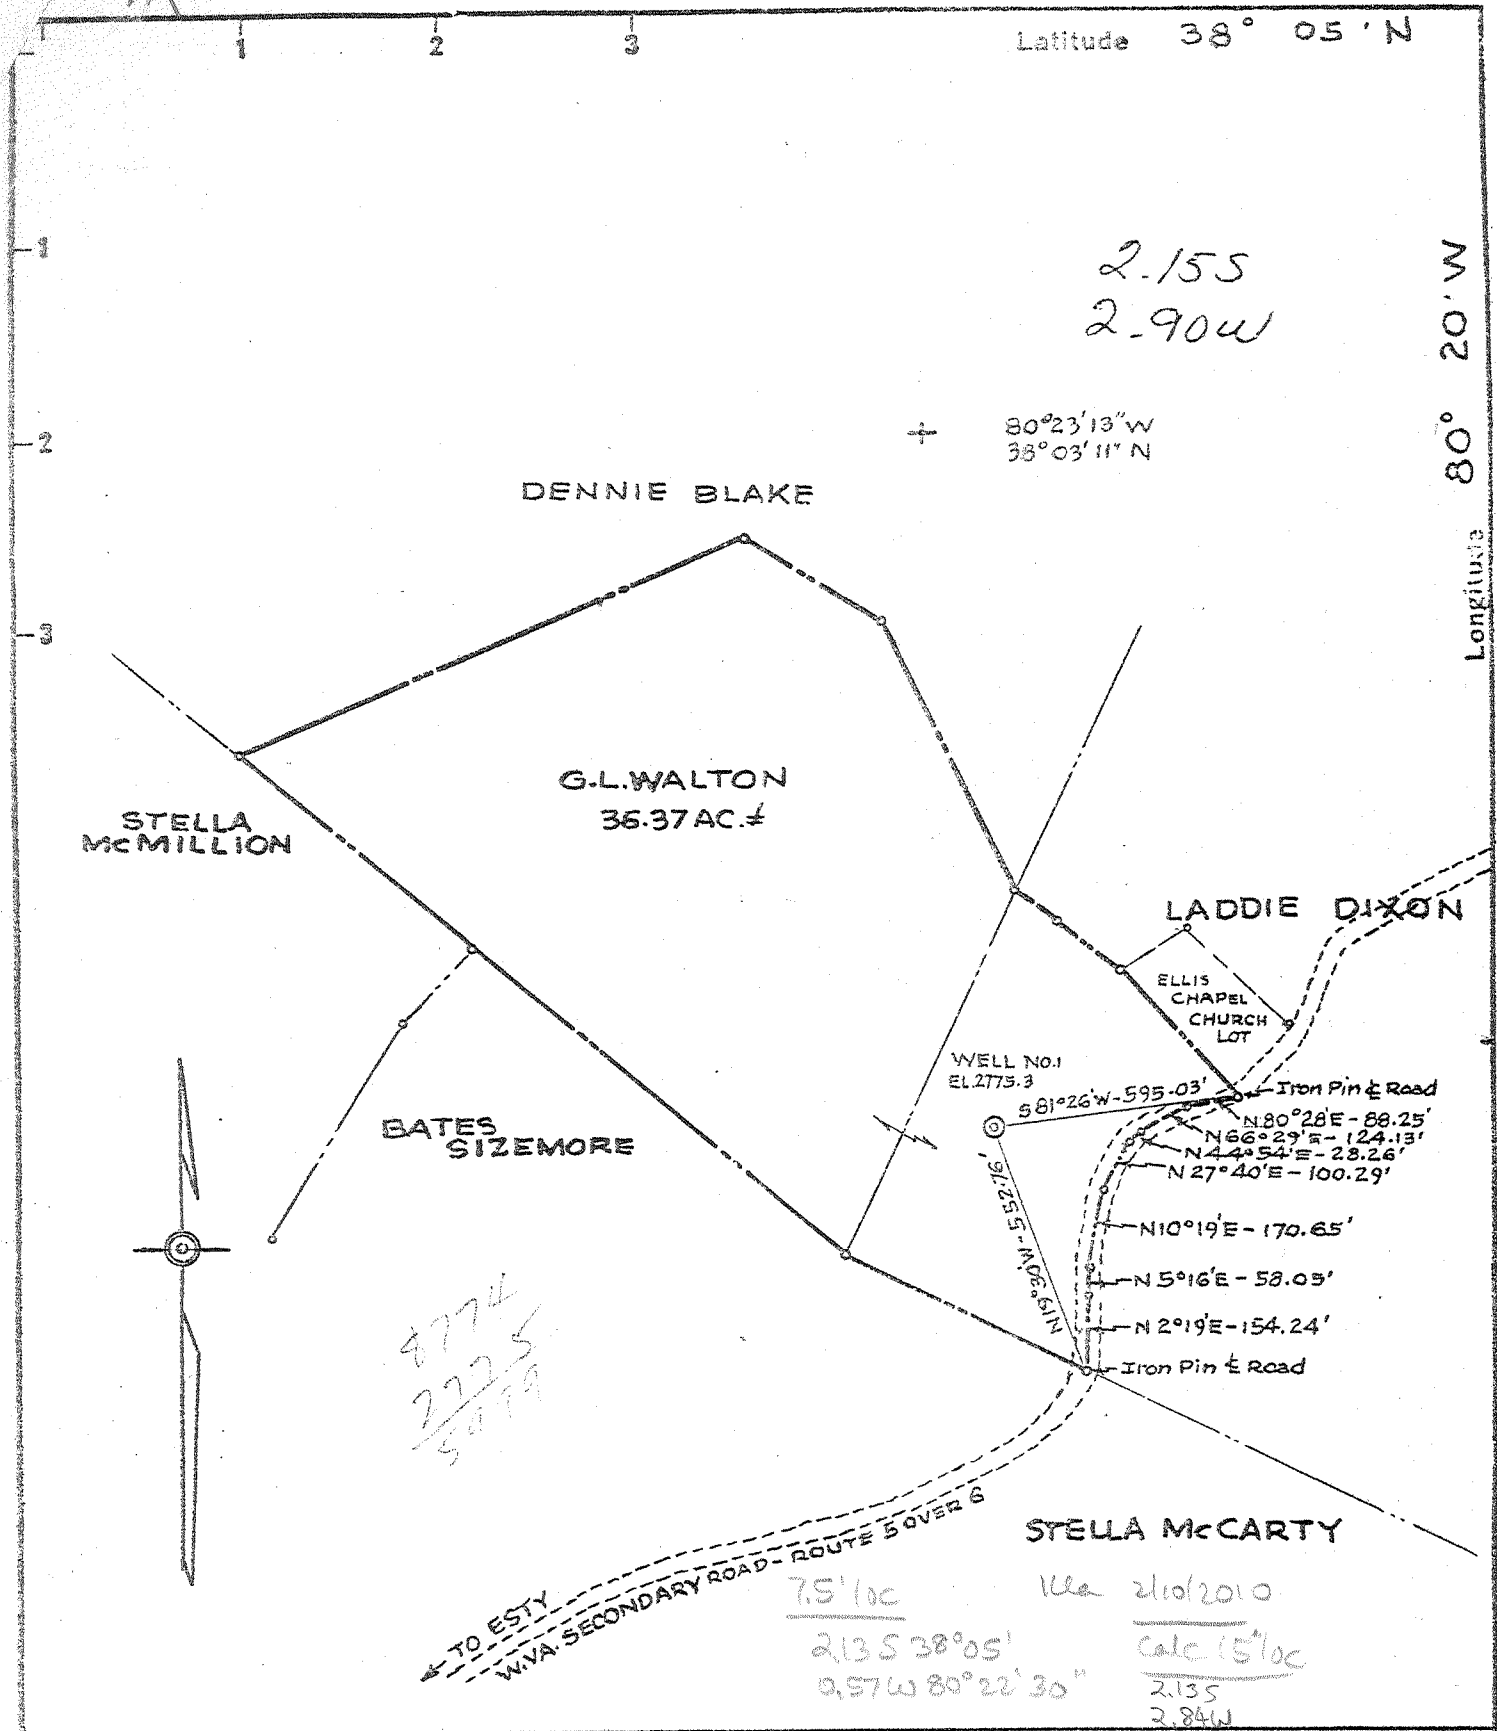 1 2 3
Latitude 38° 05' N
1
2
3
2.15S
2.90W
80° 20' W
Longitude
80°23'13"W
38°03'11"N
DENNIE BLAKE
G.L. WALTON
36.37 AC.±
STELLA
McMILLION
LADDIE DIXON
ELLIS
CHAPEL
CHURCH
LOT
WELL NO.1
EL.2775.3
S81°26'W-595.03'
N19°30'W-552.76'
Iron Pin ₵ Road
N80°28'E-88.25'
N66°29'E-124.13'
N44°54'E-28.26'
N27°40'E-100.29'
N10°19'E-170.65'
N5°16'E-58.05'
N2°19'E-154.24'
Iron Pin ₵ Road
BATES
SIZEMORE
8774
2775
5999
STELLA McCARTY
TO ESTY
W.VA. SECONDARY ROAD-ROUTE 5 OVER 6
7.5' loc
2.13S 38°05'
0.57W 80°22'30"
2/10/2010
Calc 15' loc
2.13S
2.84W